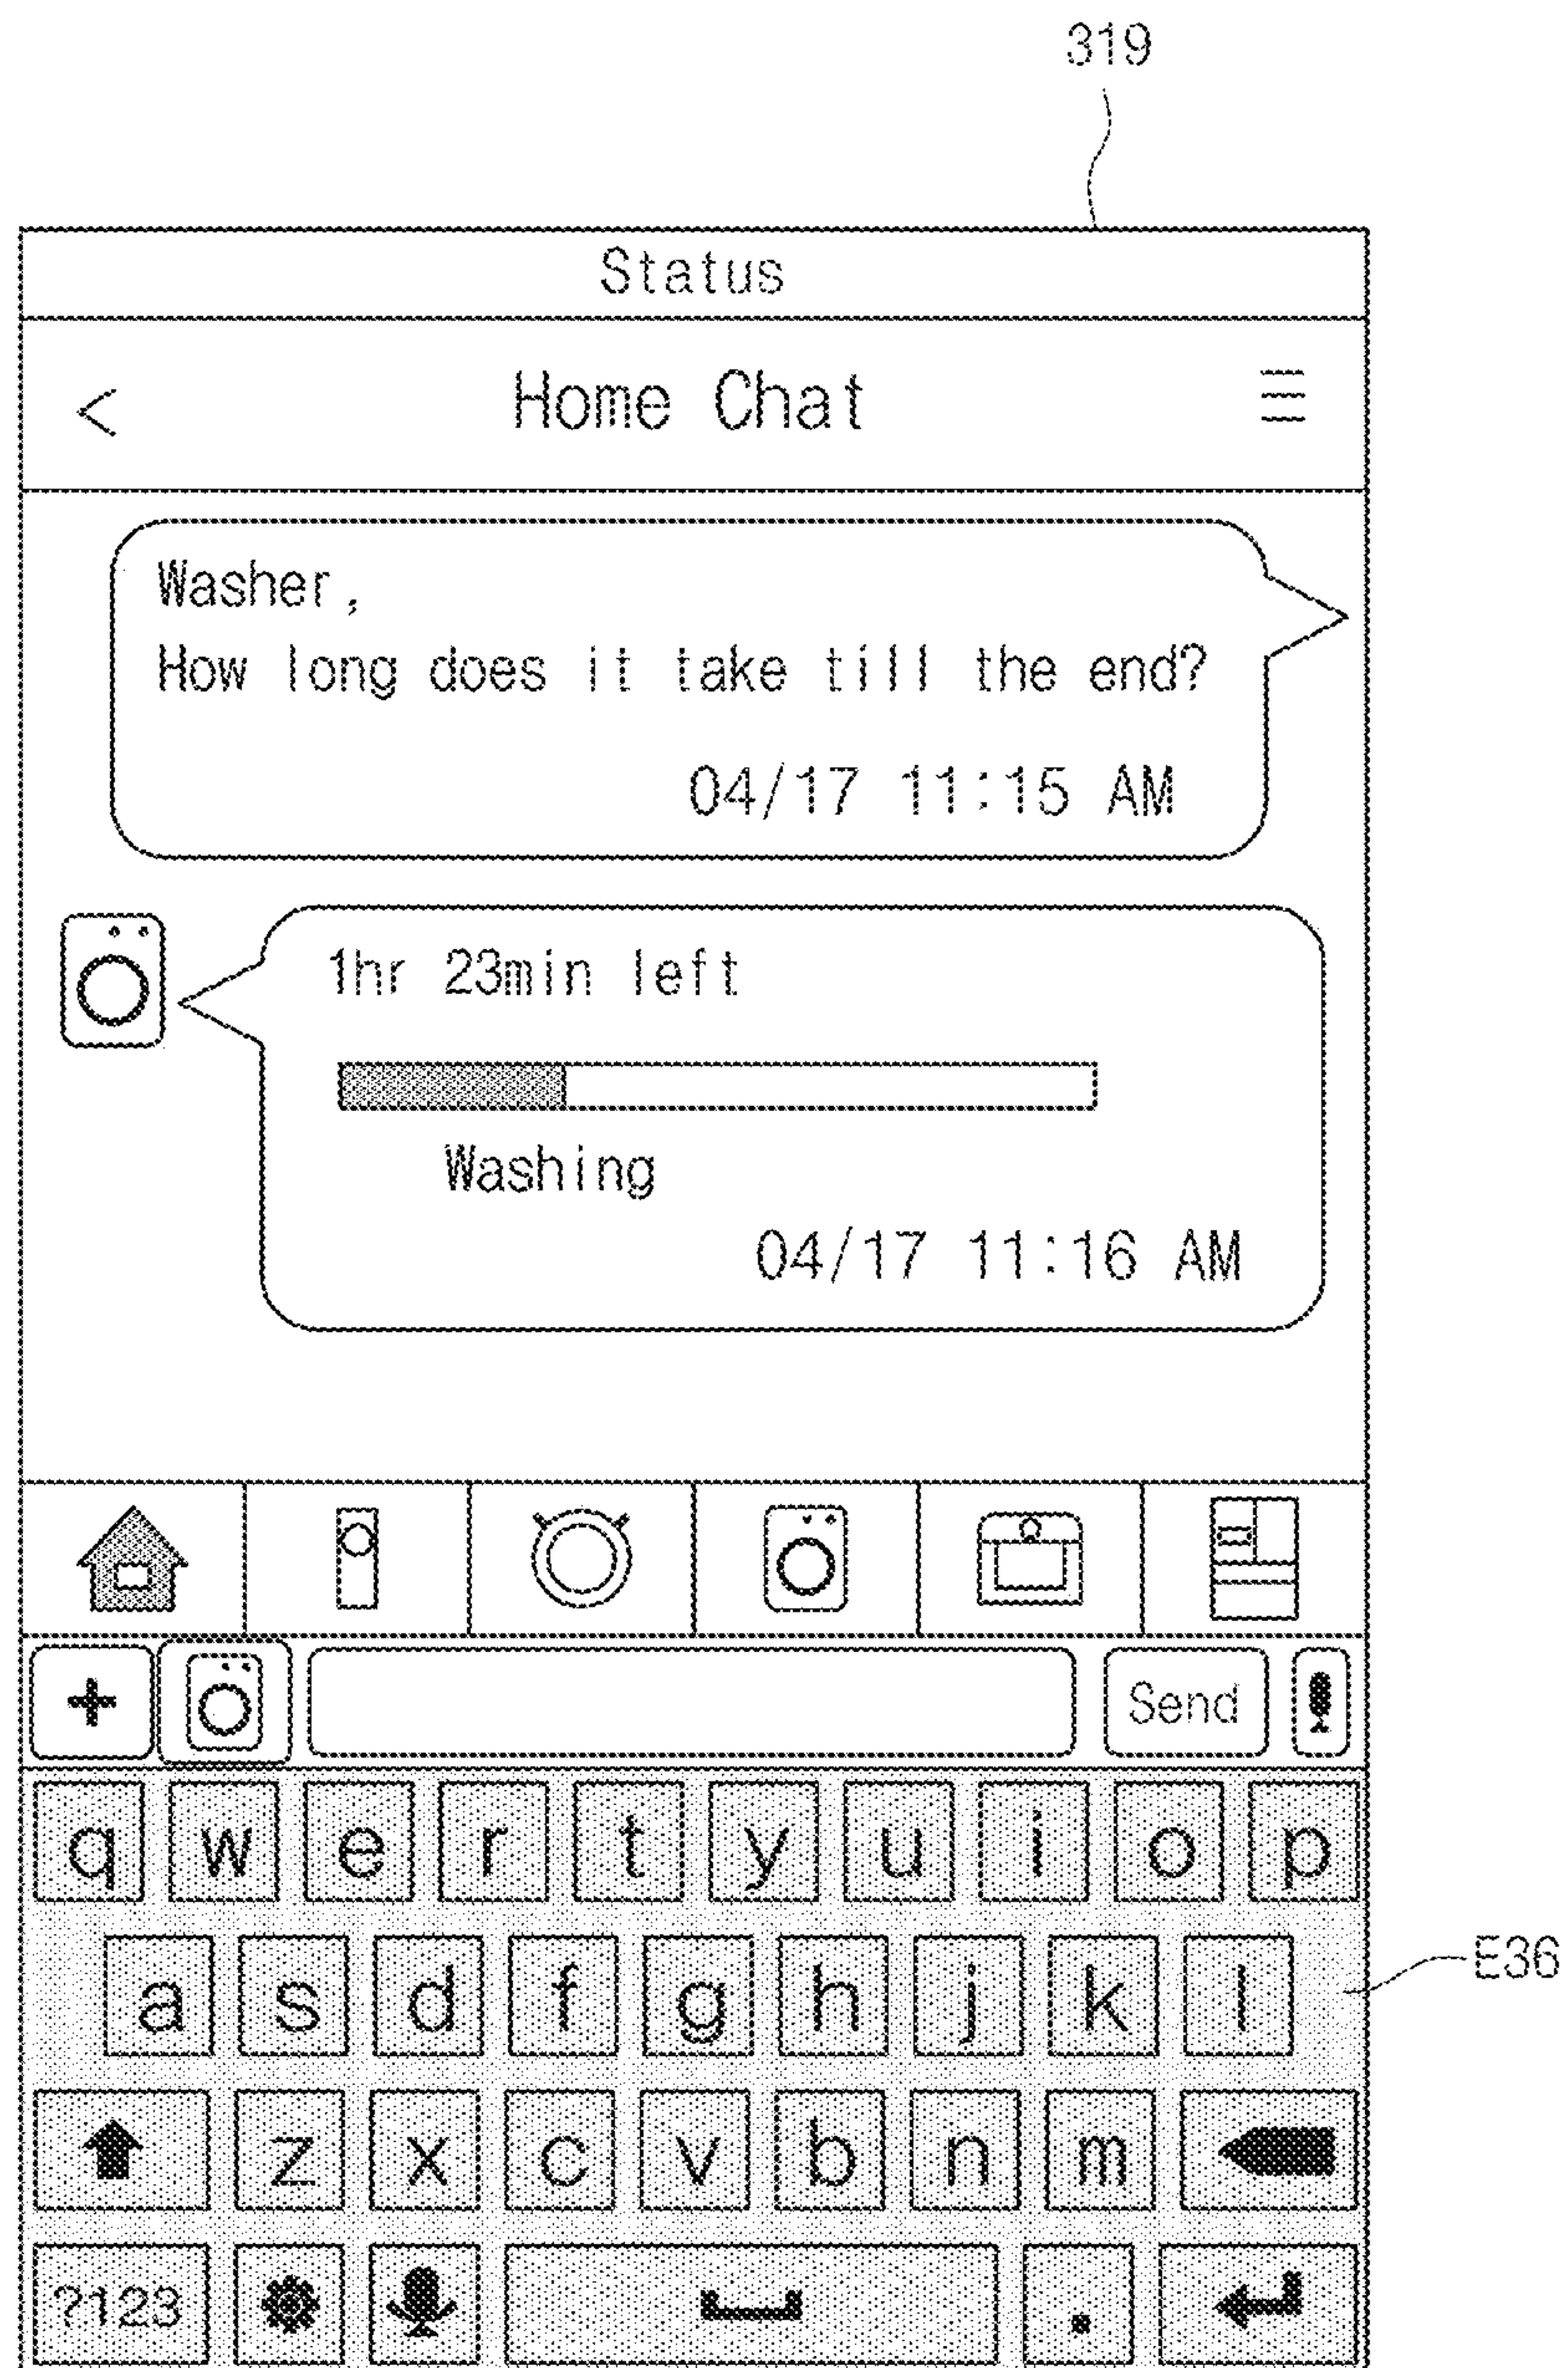 319
Status
< Home Chat
Washer,
How long does it take till the end?
04/17 11:15 AM
1hr 23min left
Washing
04/17 11:16 AM
+ Send
q w e r t y u i o p
a s d f g h j k l
E36
z x c v b n m
?123 .